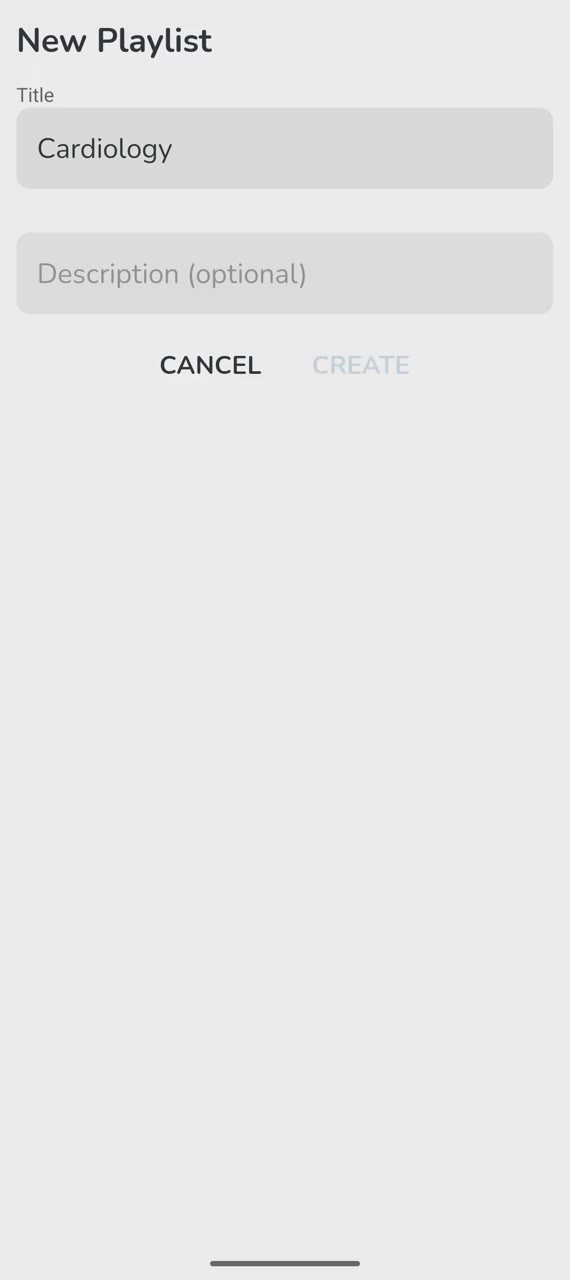 New Playlist
Title
Cardiology
Description (optional)
CANCEL CREATE